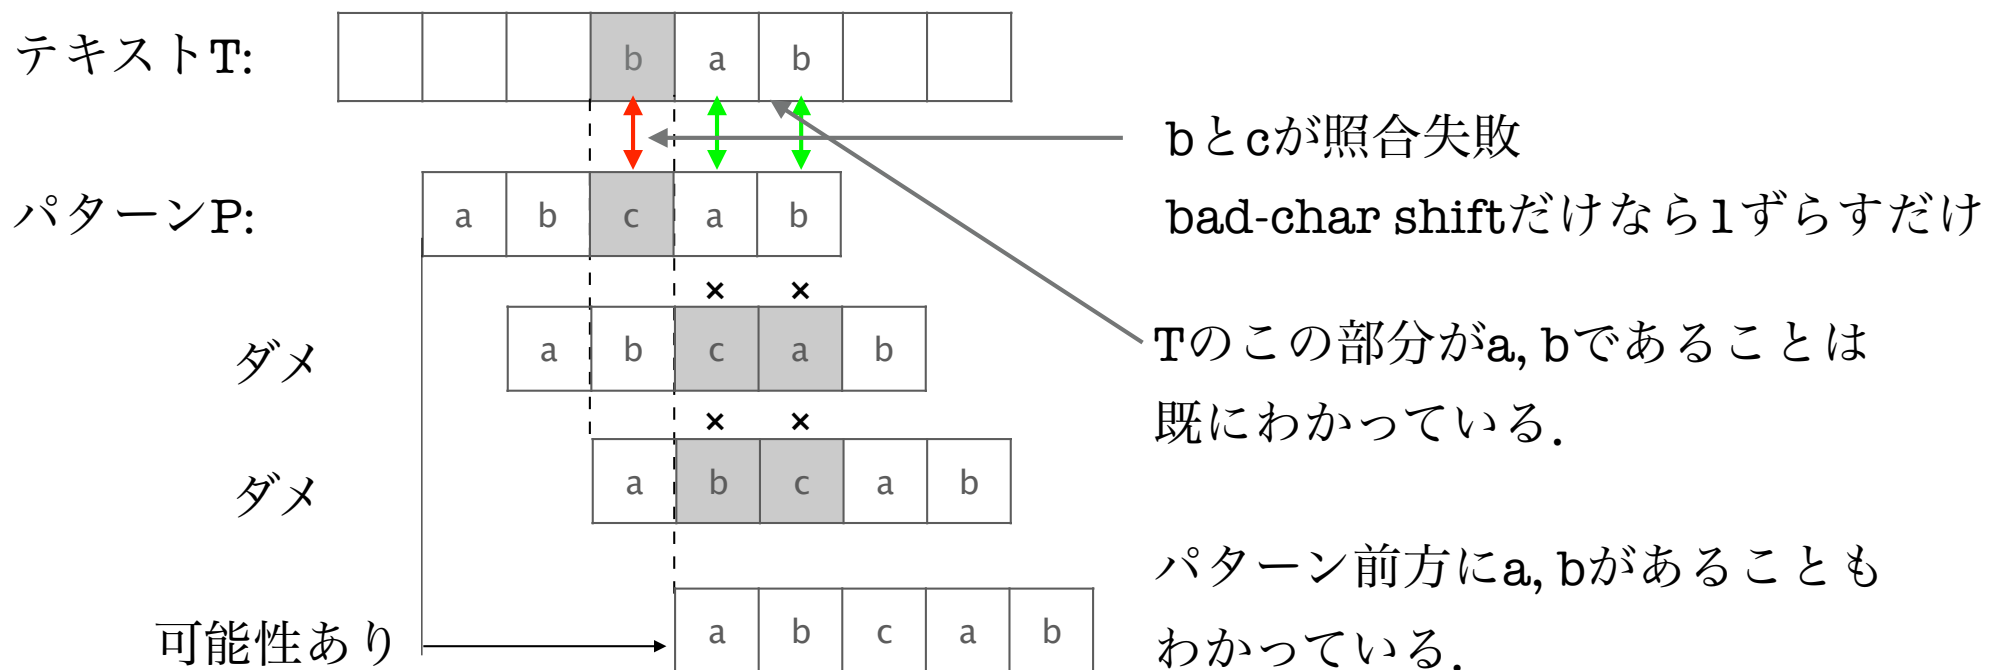 テキストT: b a b
bとcが照合失敗
bad-char shiftだけなら1ずらすだけ
パターンP: a b c a b
× ×
ダメ a b c a b
Tのこの部分がa, bであることは
既にわかっている.
× ×
ダメ a b c a b
パターン前方にa, bがあることも
わかっている.
可能性あり a b c a b